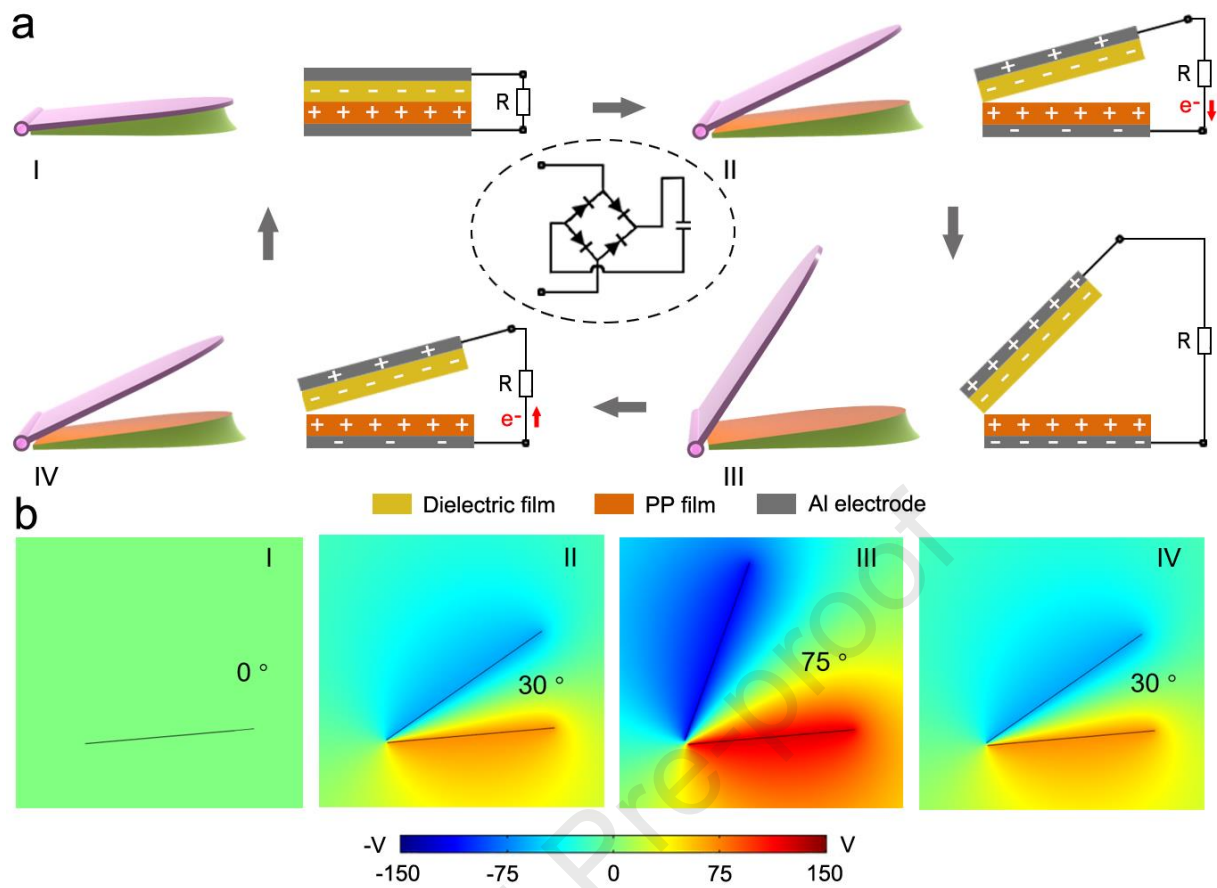 a
I
+ + + + + +
- - - - - -
R
II
+ + +
- - - - - -
+ + + + + +
- - -
R
e-
IV
+ + +
- - - - - -
+ + + + + +
- - -
R
e-
III
+ + + + + +
- - - - - -
+ + + + + +
- - - - - -
R
b
Dielectric film
PP film
Al electrode
I
0 °
II
30 °
III
75 °
IV
30 °
Pre-proof
-V
V
-150
-75
0
75
150